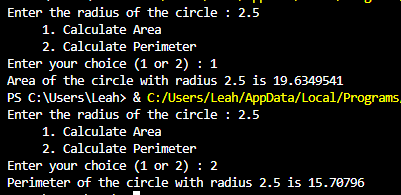 Enter the radius of the circle : 2.5
1. Calculate Area
2. Calculate Perimeter
Enter your choice (1 or 2) : 1
Area of the circle with radius 2.5 is 19.6349541
PS C:\Users\Leah> & C:/Users/Leah/AppData/Local/Programs/
Enter the radius of the circle : 2.5
1. Calculate Area
2. Calculate Perimeter
Enter your choice (1 or 2) : 2
Perimeter of the circle with radius 2.5 is 15.70796